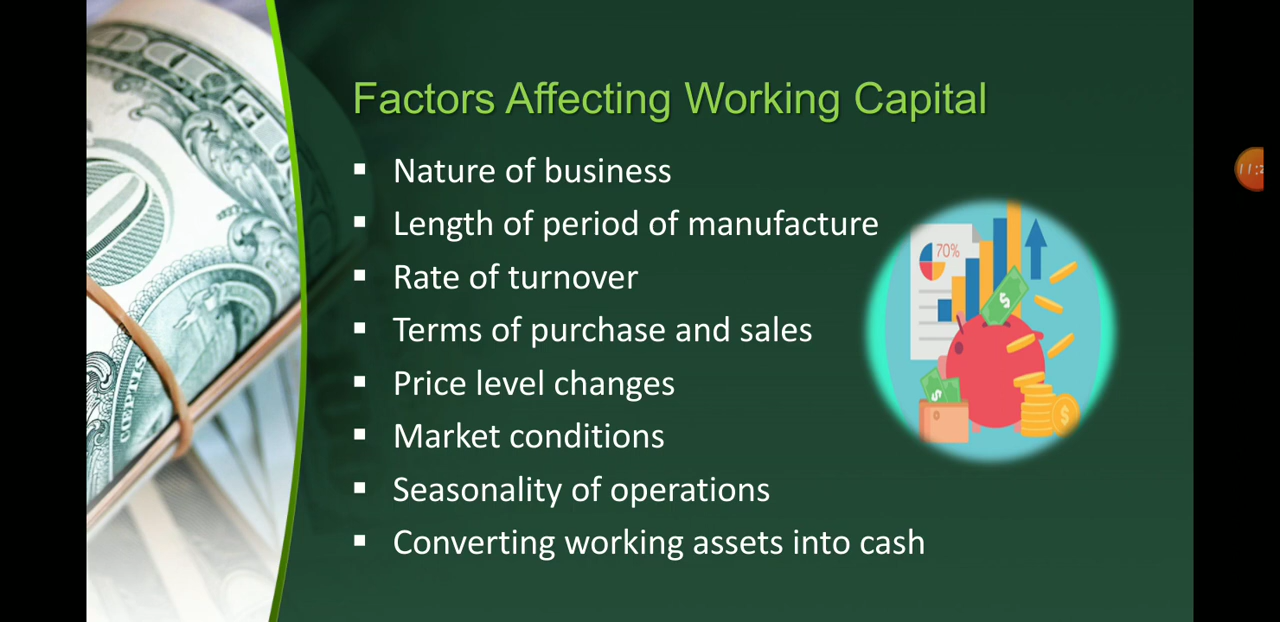 Factors Affecting Working Capital
▪ Nature of business
▪ Length of period of manufacture
▪ Rate of turnover
▪ Terms of purchase and sales
▪ Price level changes
▪ Market conditions
▪ Seasonality of operations
▪ Converting working assets into cash
70%